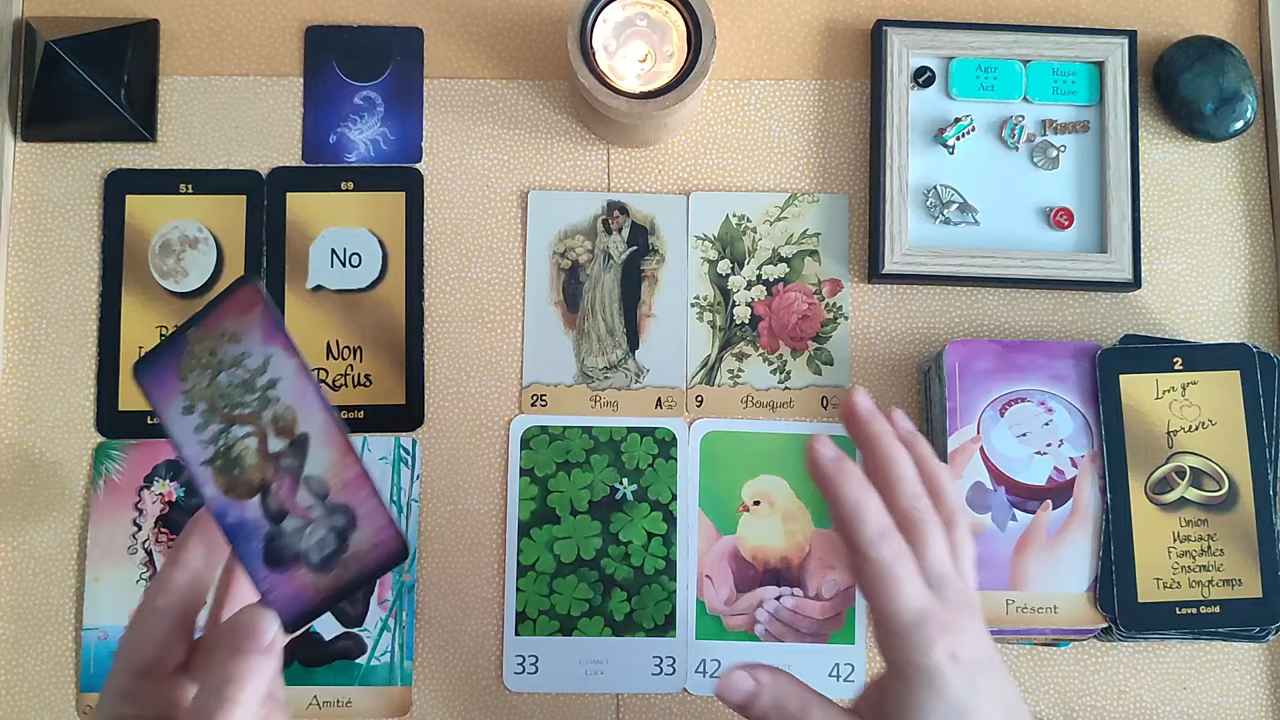 I
Agir
Act
Ruse
Ruse
Pisces
51
69
No
Non
Refus
Gold
25
Ring
A♣
9
Bouquet
Q♠
F
2
Love you
forever
Union
Mariage
Fiançailles
Ensemble
Très longtemps
Love Gold
33
33
42
42
Présent
Amitié